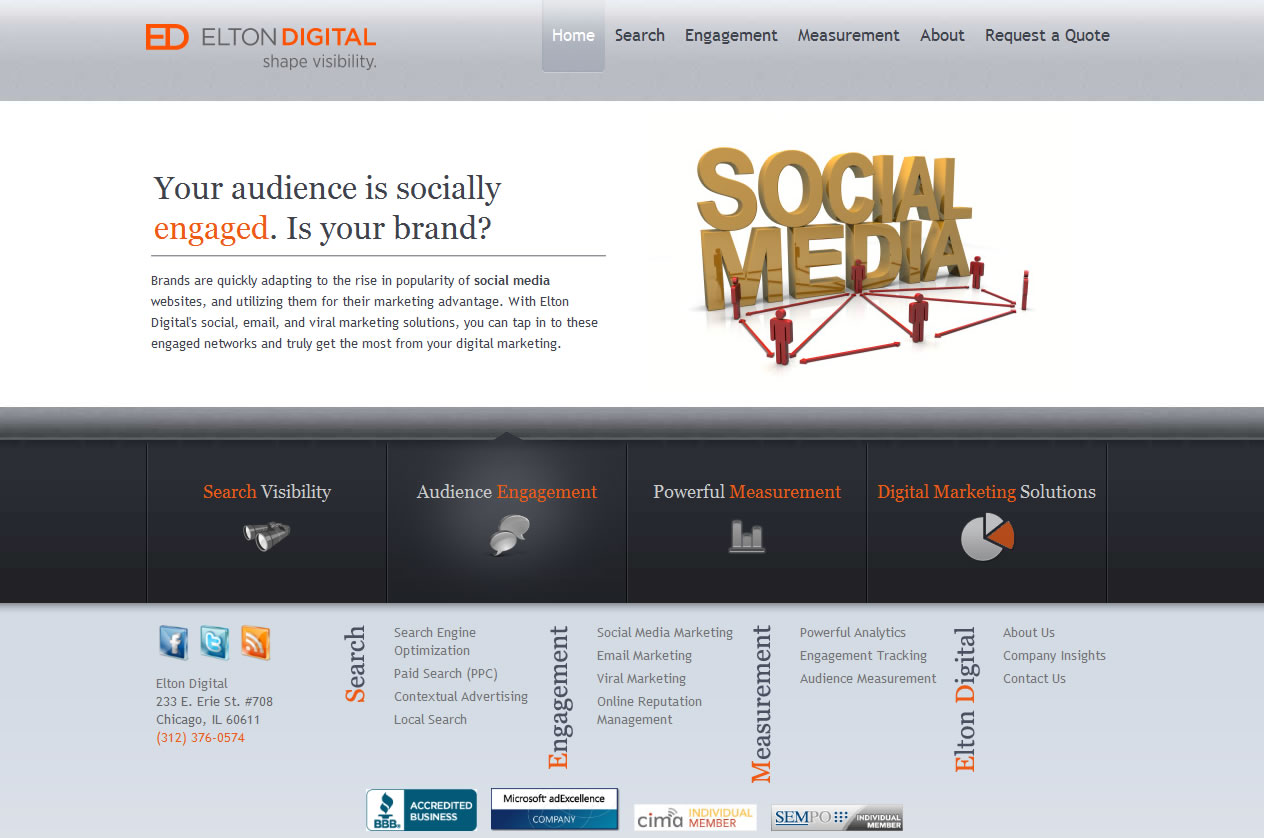 ED ELTON DIGITAL
shape visibility.
Home Search Engagement Measurement About Request a Quote
Your audience is socially
engaged. Is your brand?
Brands are quickly adapting to the rise in popularity of social media
websites, and utilizing them for their marketing advantage. With Elton
Digital's social, email, and viral marketing solutions, you can tap in to these
engaged networks and truly get the most from your digital marketing.
SOCIAL
MEDIA
Search Visibility
Audience Engagement
Powerful Measurement
Digital Marketing Solutions
Elton Digital
233 E. Erie St. #708
Chicago, IL 60611
(312) 376-0574
Search
Search Engine
Optimization
Paid Search (PPC)
Contextual Advertising
Local Search
Engagement
Social Media Marketing
Email Marketing
Viral Marketing
Online Reputation
Management
Measurement
Powerful Analytics
Engagement Tracking
Audience Measurement
Elton Digital
About Us
Company Insights
Contact Us
BBB.
ACCREDITED
BUSINESS
Microsoft adExcellence
COMPANY
cima INDIVIDUAL
MEMBER
SEMPO INDIVIDUAL
MEMBER